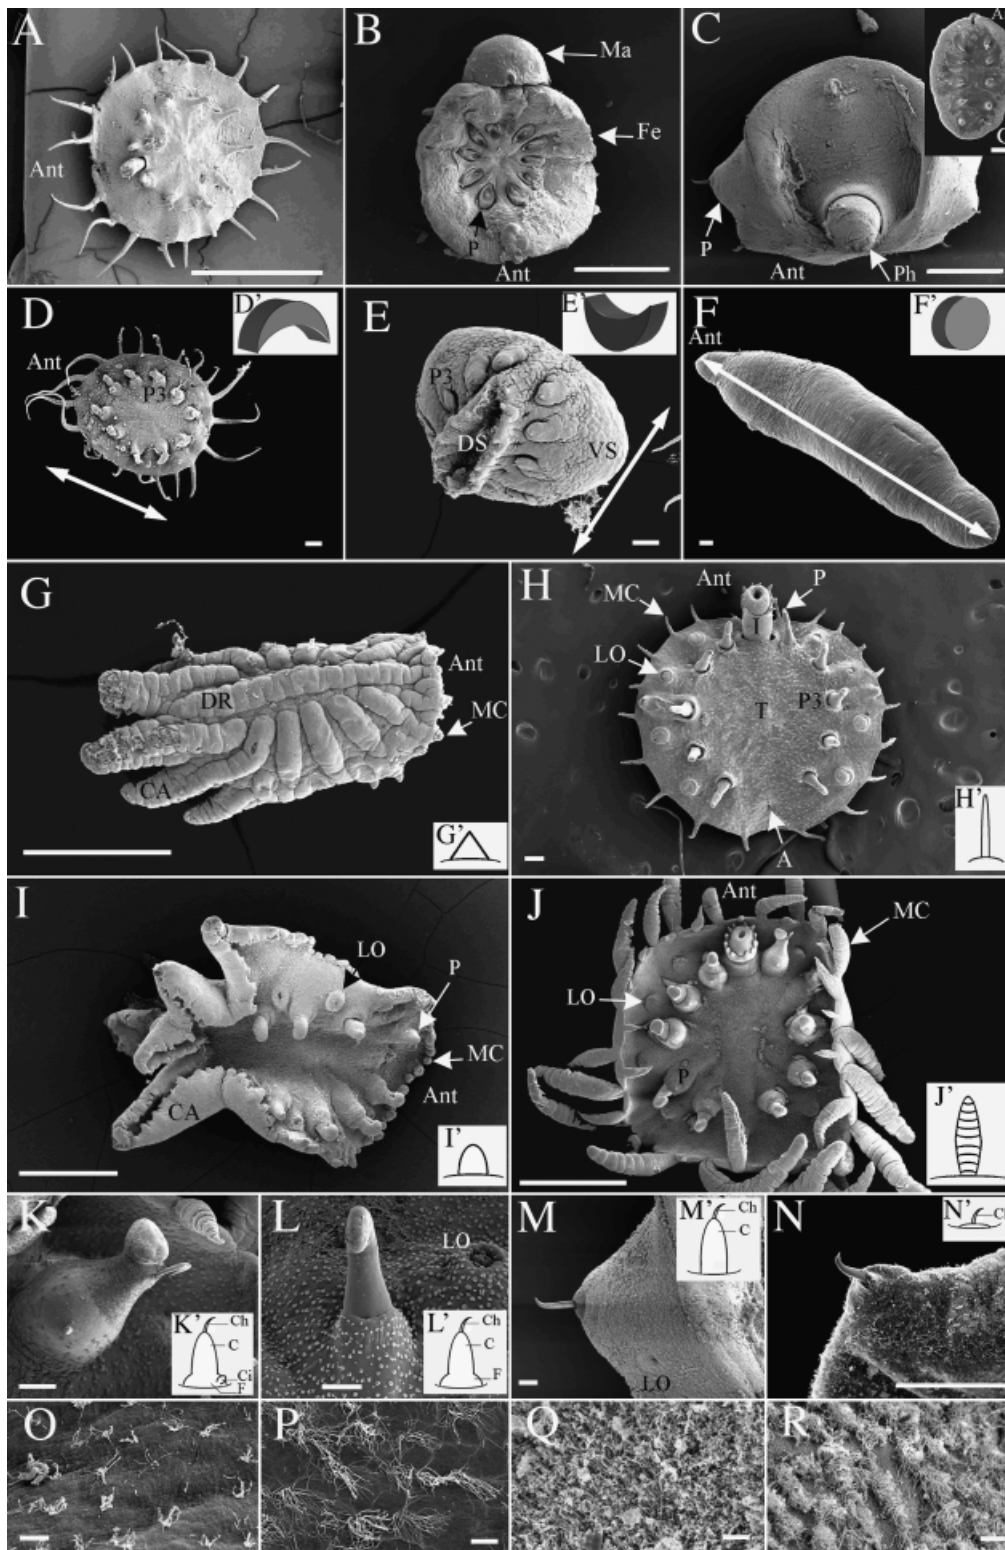 A
Ant
B
Ma
Fe
P
Ant
C
A
P
Ant
Ph
D
D'
Ant
P3
E
E'
P3
DS
VS
F
F'
Ant
G
DR
Ant
MC
CA
G'
H
Ant
P
MC
LO
I
T
P3
A
H'
I
LO
P
MC
Ant
CA
I'
J
Ant
MC
LO
P
J'
K
K'
Ch
C
Ci
F
L
LO
L'
Ch
C
F
M
M'
Ch
C
LO
N
N'
O
P
Q
R